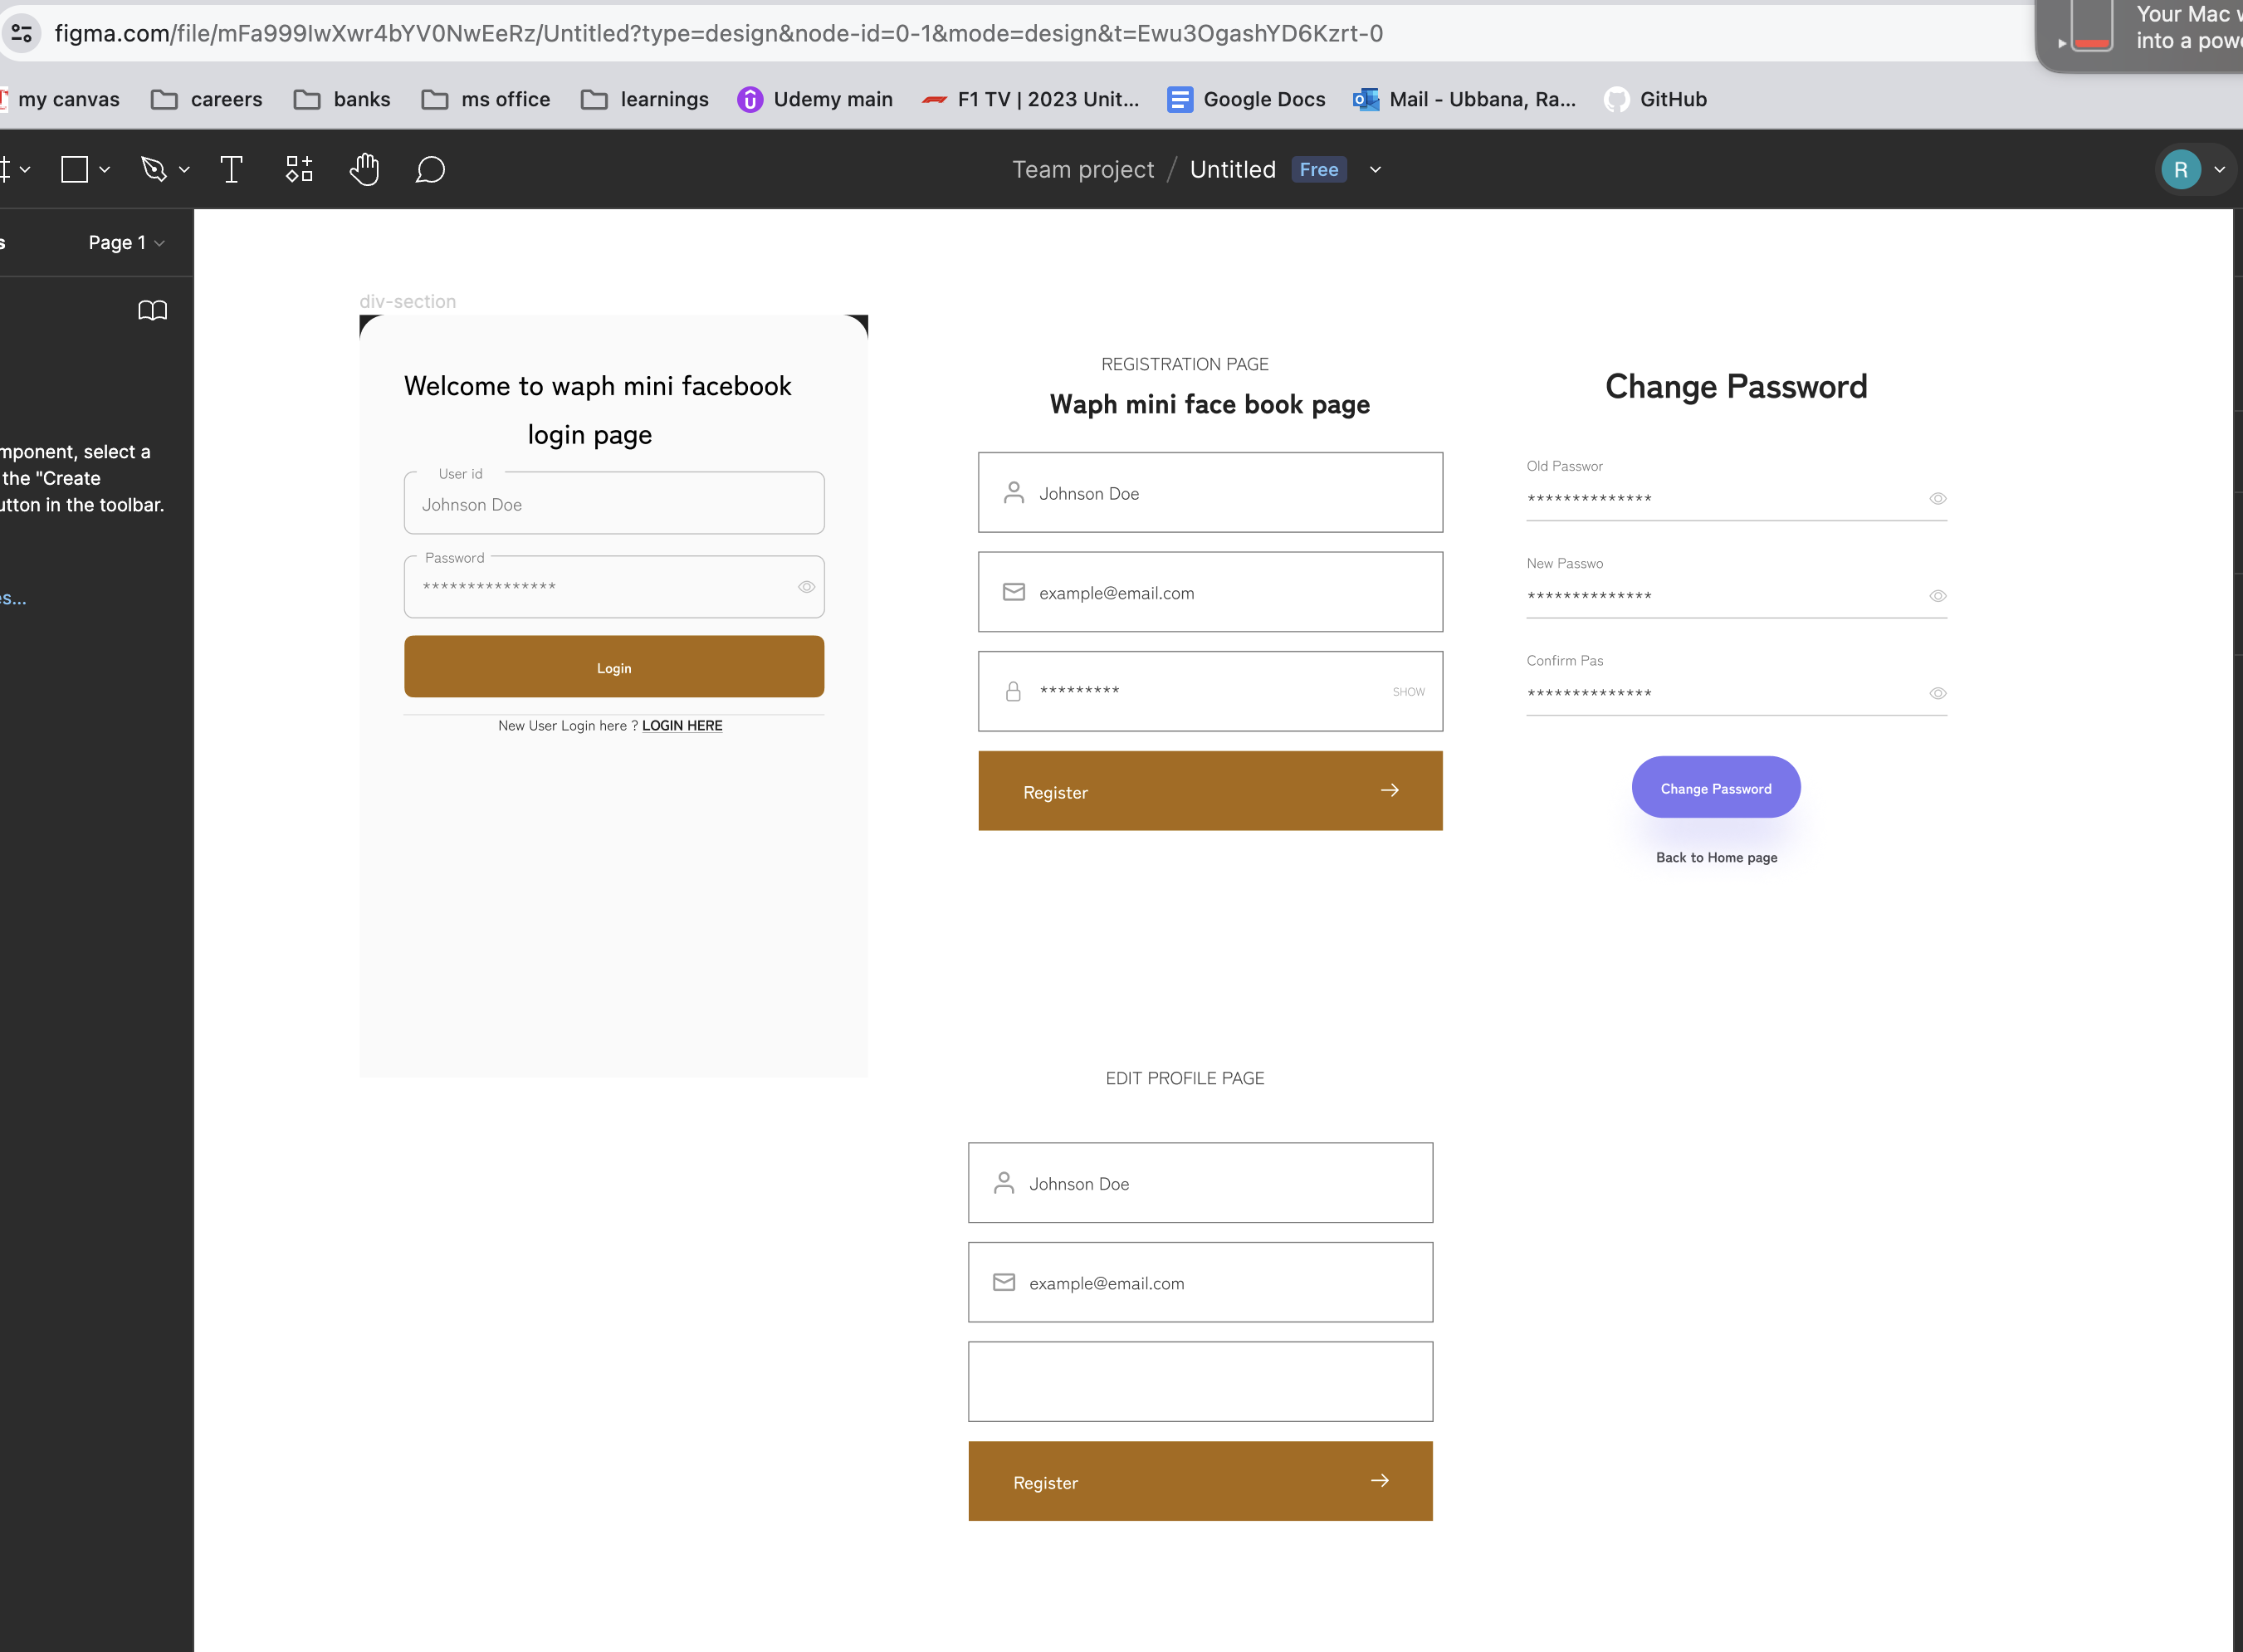 figma.com/file/mFa999IwXwr4bYV0NwEeRz/Untitled?type=design&node-id=0-1&mode=design&t=Ewu3OgashYD6Kzrt-0
Your Mac
into a
my canvas
careers
banks
ms office
learnings
Udemy main
F1 TV | 2023 Unit...
Google Docs
Mail - Ubbana, Ra...
GitHub
Team project / Untitled
Free
R
Page 1
select a
the "Create
in the toolbar.
div-section
Welcome to waph mini facebook
login page
User id
Johnson Doe
Password
***************
Login
New User Login here ? LOGIN HERE
REGISTRATION PAGE
Waph mini face book page
Johnson Doe
example@email.com
*********
SHOW
Register
Change Password
Old Passwor
**************
New Passwo
**************
Confirm Pas
**************
Change Password
Back to Home page
EDIT PROFILE PAGE
Johnson Doe
example@email.com
Register